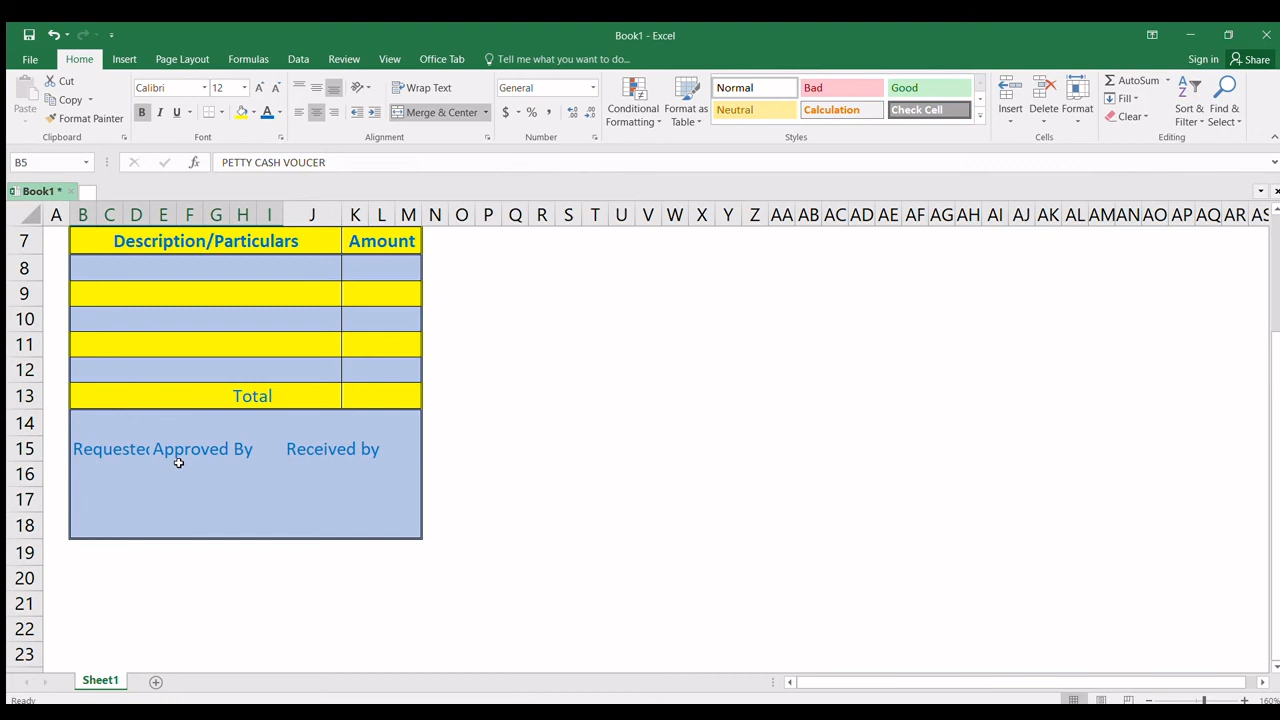 Book1 - Excel
File Home Insert Page Layout Formulas Data Review View Office Tab Tell me what you want to do... Sign in Share
Paste Cut Copy Format Painter Clipboard
Calibri 12 B I U Font
Wrap Text Merge & Center Alignment
General $ % , Number
Conditional Formatting Format as Table
Normal Bad Good
Neutral Calculation Check Cell
Styles
Insert Delete Format Cells
AutoSum Fill Clear Sort & Filter Find & Select Editing
B5 fx PETTY CASH VOUCER
Book1 *
A B C D E F G H I J K L M N O P Q R S T U V W X Y Z AA AB AC AD AE AF AG AH AI AJ AK AL AM AN AO AP AQ AR AS
7 Description/Particulars Amount
8
9
10
11
12
13 Total
14
15 Requested Approved By Received by
16
17
18
19
20
21
22
23
Sheet1
Ready 160%